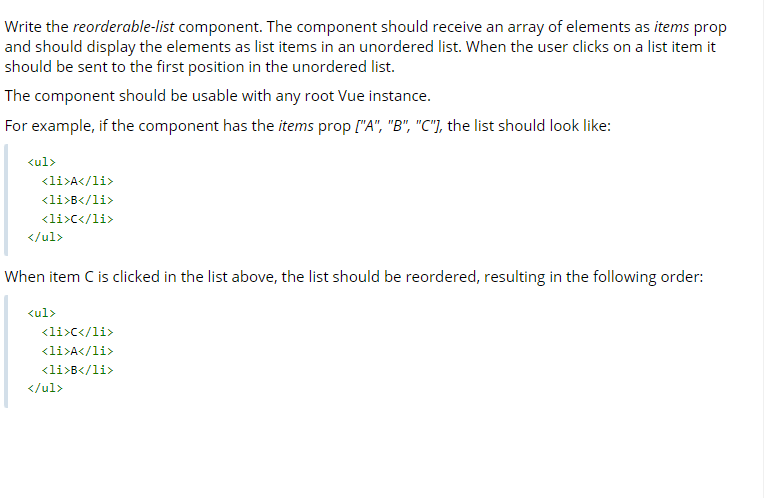 Write the reorderable-list component. The component should receive an array of elements as items prop
and should display the elements as list items in an unordered list. When the user clicks on a list item it
should be sent to the first position in the unordered list.
The component should be usable with any root Vue instance.
For example, if the component has the items prop ["A", "B", "C"], the list should look like:
<ul>
  <li>A</li>
  <li>B</li>
  <li>C</li>
</ul>
When item C is clicked in the list above, the list should be reordered, resulting in the following order:
<ul>
  <li>C</li>
  <li>A</li>
  <li>B</li>
</ul>